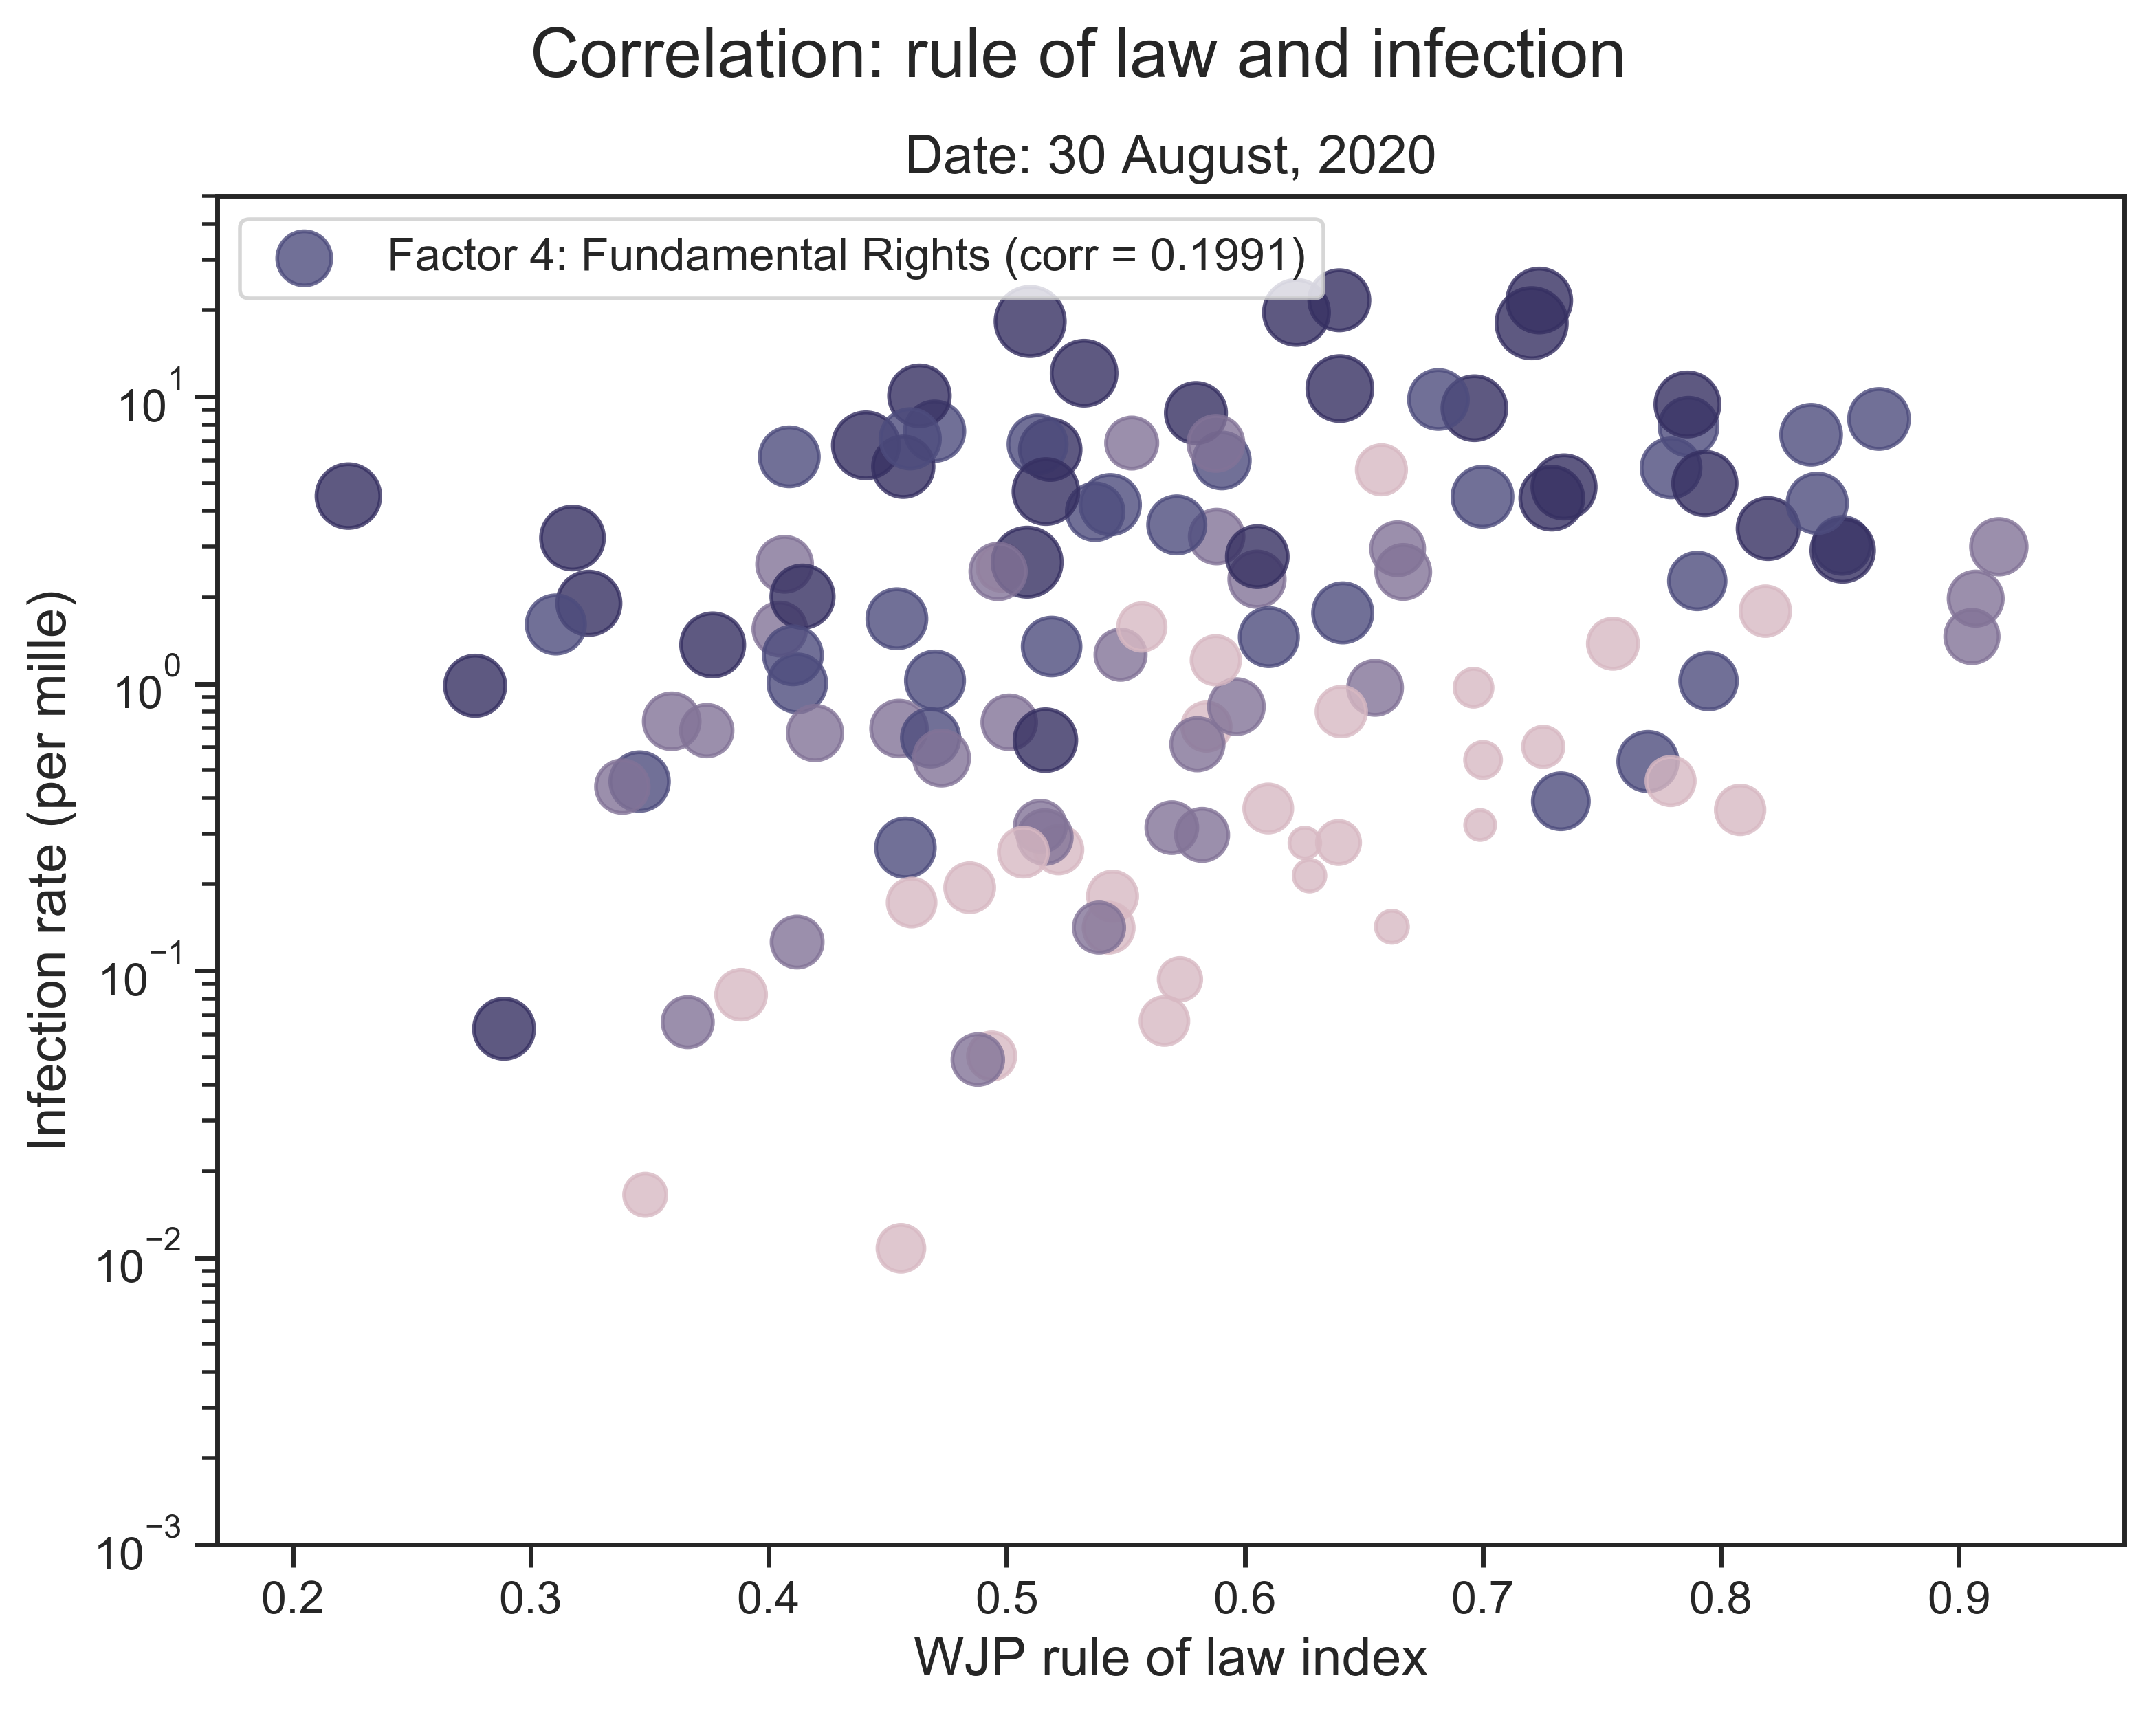 Correlation: rule of law and infection
Date: 30 August, 2020
Factor 4: Fundamental Rights (corr = 0.1991)
Infection rate (per mille)
10^1
10^0
10^−1
10^−2
10^−3
0.2 0.3 0.4 0.5 0.6 0.7 0.8 0.9
WJP rule of law index